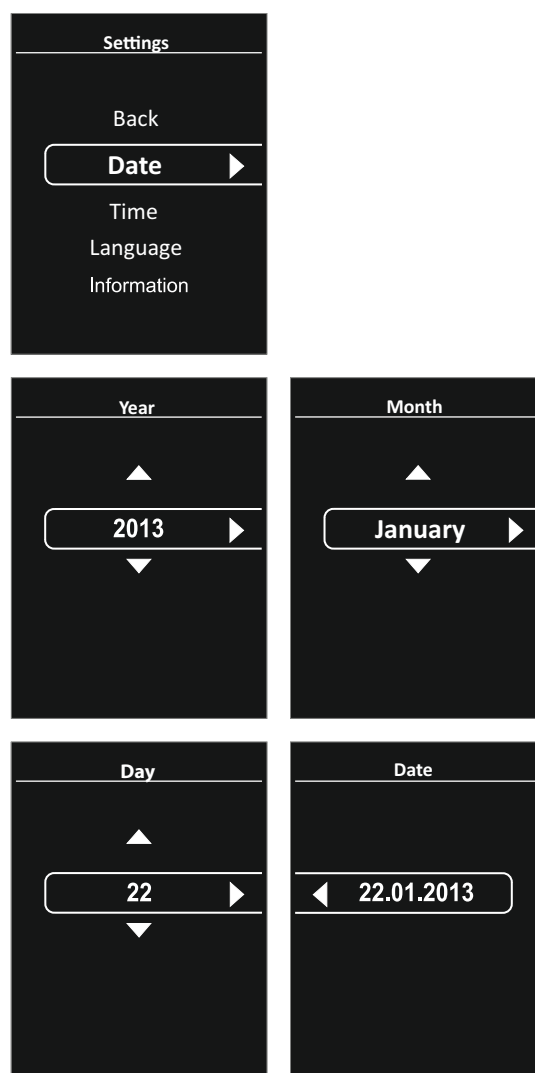 Settings
Back
Date
Time
Language
Information
Year
2013
Month
January
Day
22
Date
22.01.2013